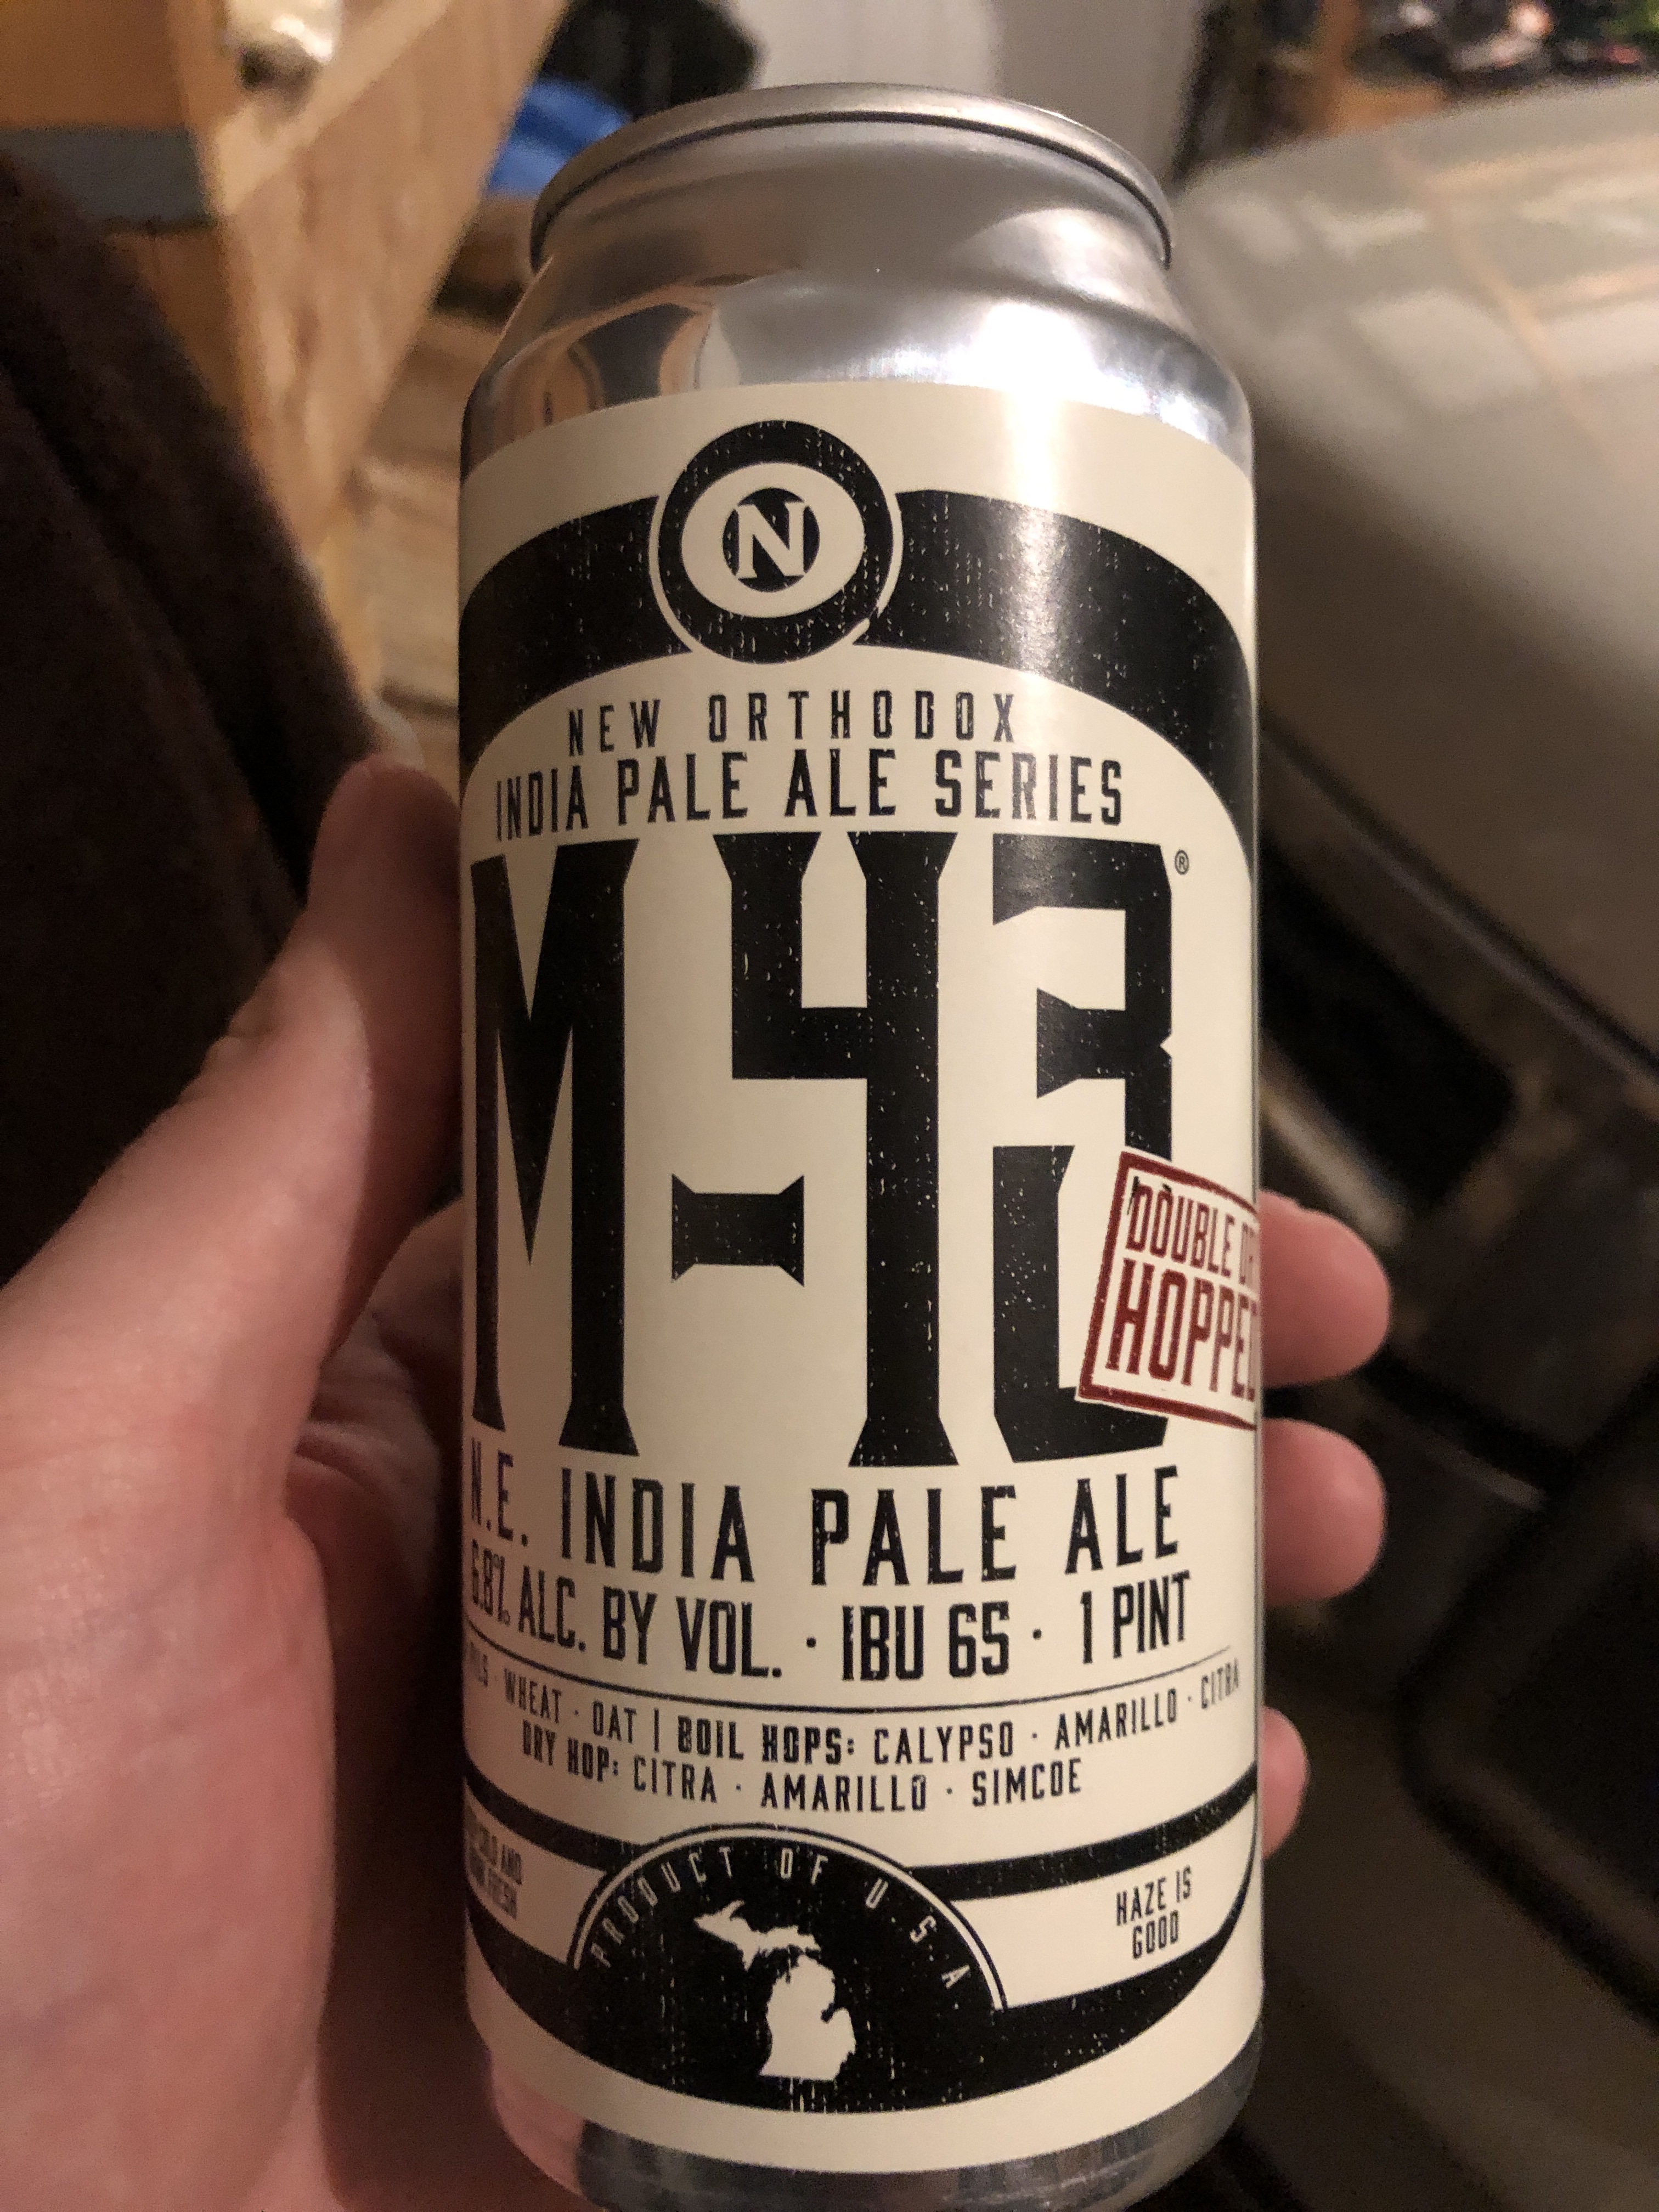 N
NEW ORTHODOX
INDIA PALE ALE SERIES
M-43®
DOUBLE
HOPPED
N.E. INDIA PALE ALE
6.8% ALC. BY VOL. · IBU 65 · 1 PINT
· WHEAT · OAT | BOIL HOPS: CALYPSO · AMARILLO · CITRA
DRY HOP: CITRA · AMARILLO · SIMCOE
AND
FRESH
PRODUCT OF U.S.A.
HAZE IS
GOOD